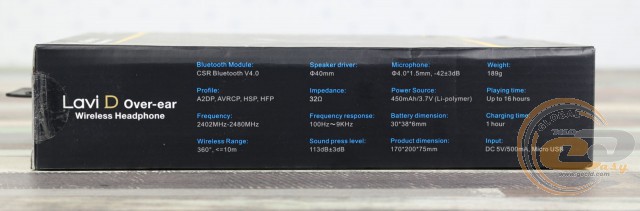 Lavi D Over-ear
Wireless Headphone
Bluetooth Module:
CSR Bluetooth V4.0
Profile:
A2DP, AVRCP, HSP, HFP
Frequency:
2402MHz~2480MHz
Wireless Range:
360°, <=10m
Speaker driver:
Φ40mm
Impedance:
32Ω
Frequency response:
100Hz~9KHz
Sound press level:
113dB±3dB
Microphone:
Φ4.0*1.5mm, -42±3dB
Power Source:
450mAh/3.7V (Li-polymer)
Battery dimension:
30*38*6mm
Product dimension:
170*200*75mm
Weight:
189g
Playing time:
Up to 16 hours
Charging time:
1 hour
Input:
DC 5V/500mA, Micro USB
http://www.gecid.com